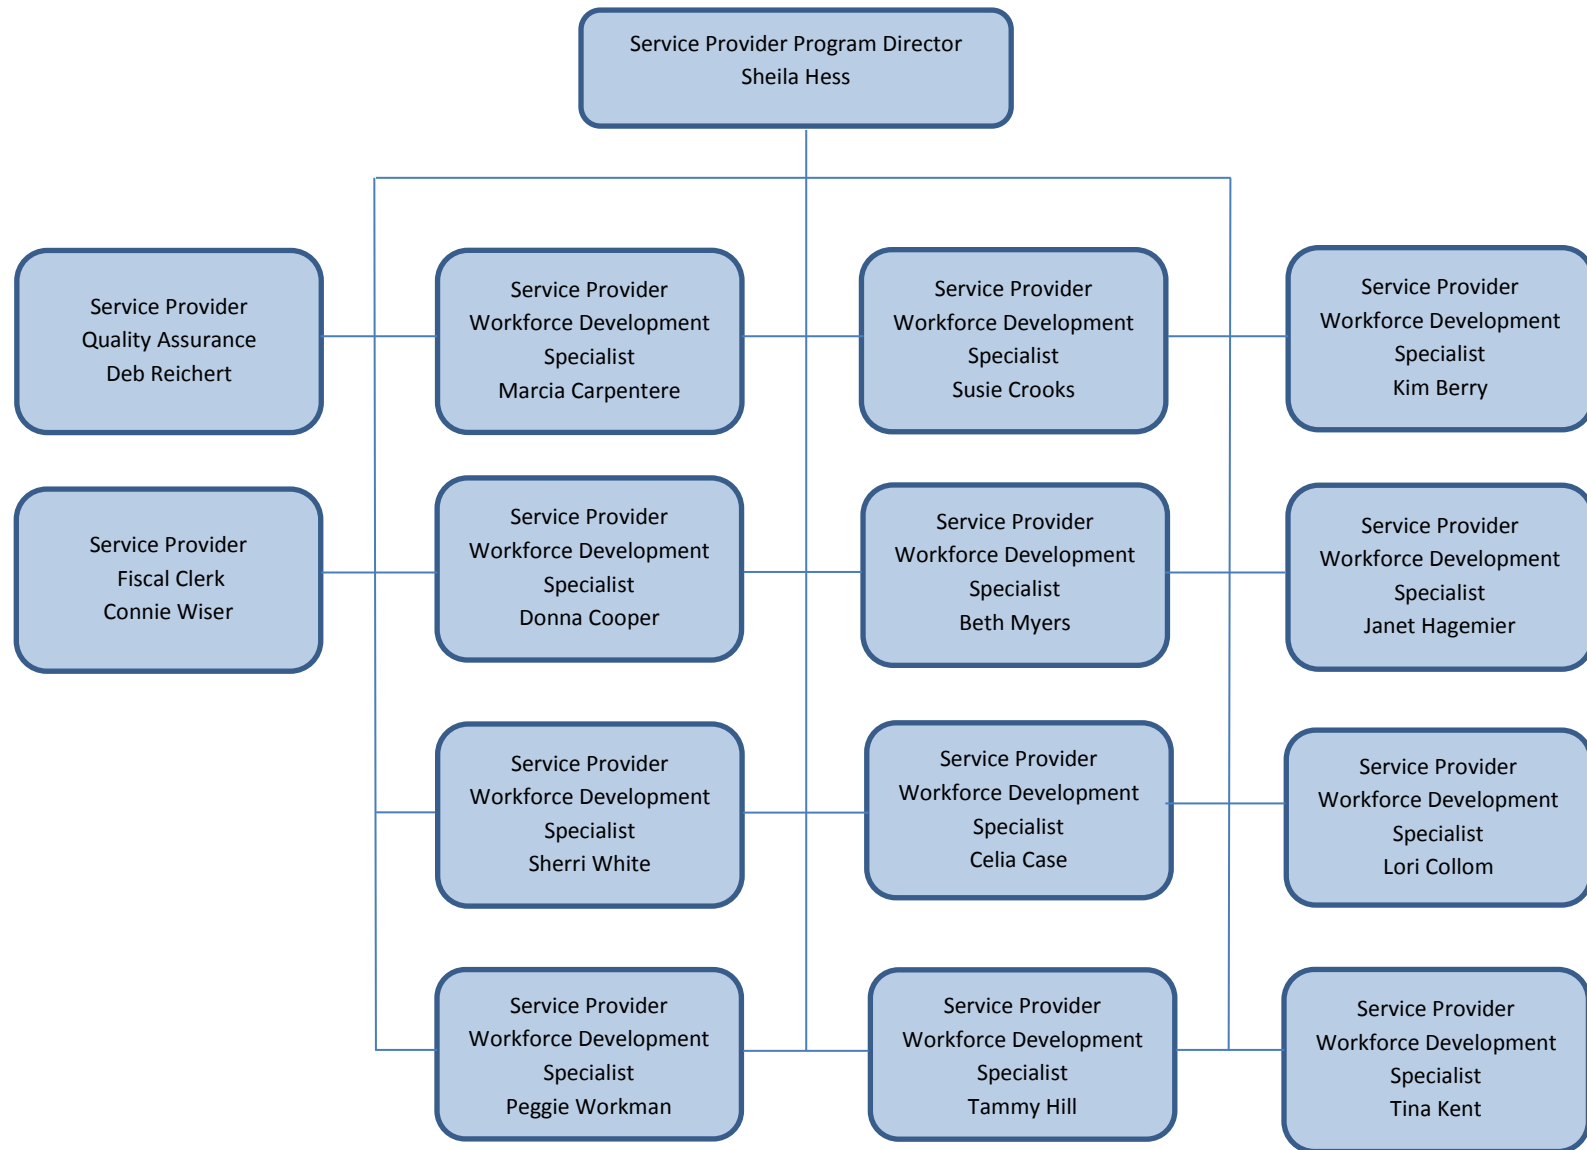 Service Provider Program Director
Sheila Hess
Service Provider
Quality Assurance
Deb Reichert
Service Provider
Workforce Development
Specialist
Marcia Carpentere
Service Provider
Workforce Development
Specialist
Susie Crooks
Service Provider
Workforce Development
Specialist
Kim Berry
Service Provider
Fiscal Clerk
Connie Wiser
Service Provider
Workforce Development
Specialist
Donna Cooper
Service Provider
Workforce Development
Specialist
Beth Myers
Service Provider
Workforce Development
Specialist
Janet Hagemier
Service Provider
Workforce Development
Specialist
Sherri White
Service Provider
Workforce Development
Specialist
Celia Case
Service Provider
Workforce Development
Specialist
Lori Collom
Service Provider
Workforce Development
Specialist
Peggie Workman
Service Provider
Workforce Development
Specialist
Tammy Hill
Service Provider
Workforce Development
Specialist
Tina Kent